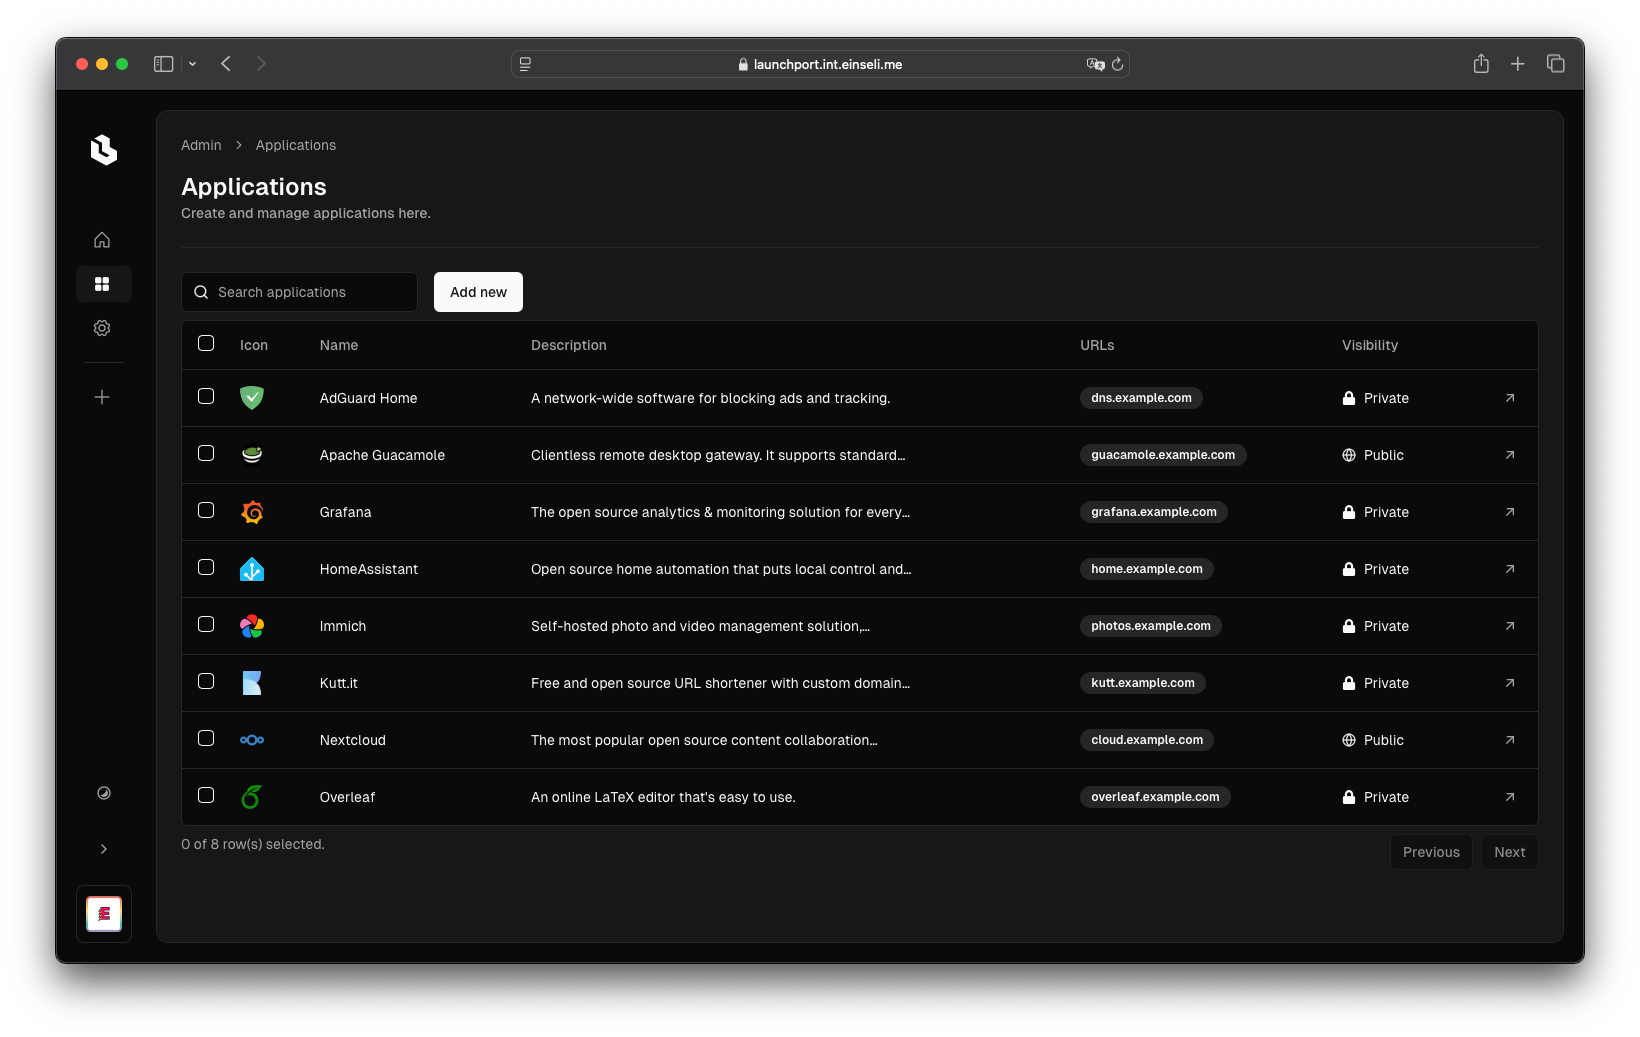 launchport.int.einseli.me
Admin > Applications
Applications
Create and manage applications here.
Search applications Add new
Icon Name Description URLs Visibility
AdGuard Home A network-wide software for blocking ads and tracking. dns.example.com Private
Apache Guacamole Clientless remote desktop gateway. It supports standard… guacamole.example.com Public
Grafana The open source analytics & monitoring solution for every… grafana.example.com Private
HomeAssistant Open source home automation that puts local control and… home.example.com Private
Immich Self-hosted photo and video management solution,… photos.example.com Private
Kutt.it Free and open source URL shortener with custom domain… kutt.example.com Private
Nextcloud The most popular open source content collaboration… cloud.example.com Public
Overleaf An online LaTeX editor that's easy to use. overleaf.example.com Private
0 of 8 row(s) selected. Previous Next
E